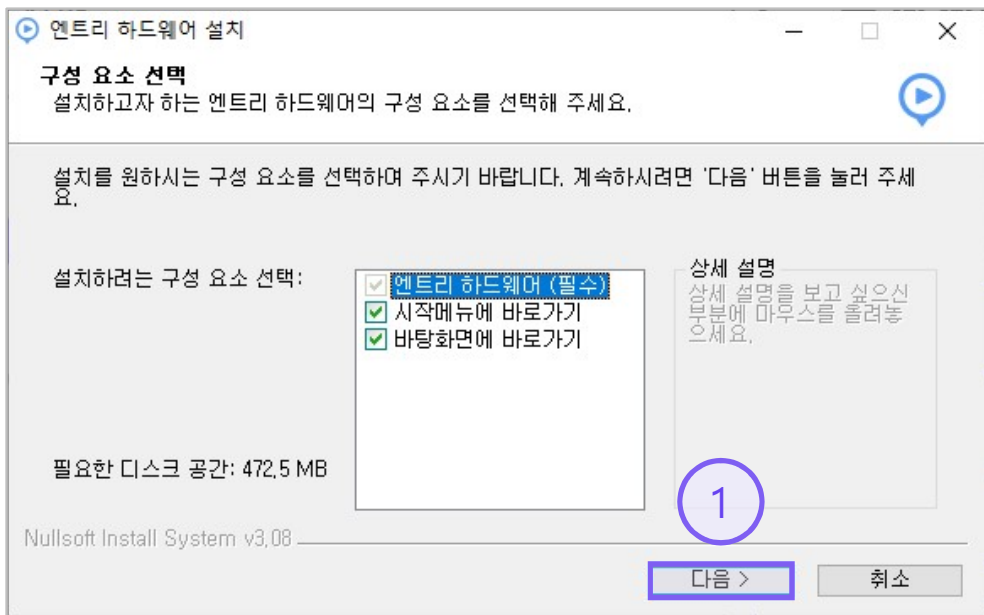 엔트리 하드웨어 설치
구성 요소 선택
설치하고자 하는 엔트리 하드웨어의 구성 요소를 선택해 주세요.
설치를 원하시는 구성 요소를 선택하여 주시기 바랍니다. 계속하시려면 '다음' 버튼을 눌러 주세
요.
설치하려는 구성 요소 선택:
엔트리 하드웨어 (필수)
시작메뉴에 바로가기
바탕화면에 바로가기
상세 설명
상세 설명을 보고 싶으신
부분에 마우스를 올려놓
으세요.
필요한 디스크 공간: 472.5 MB
1
Nullsoft Install System v3.08
다음 >
취소